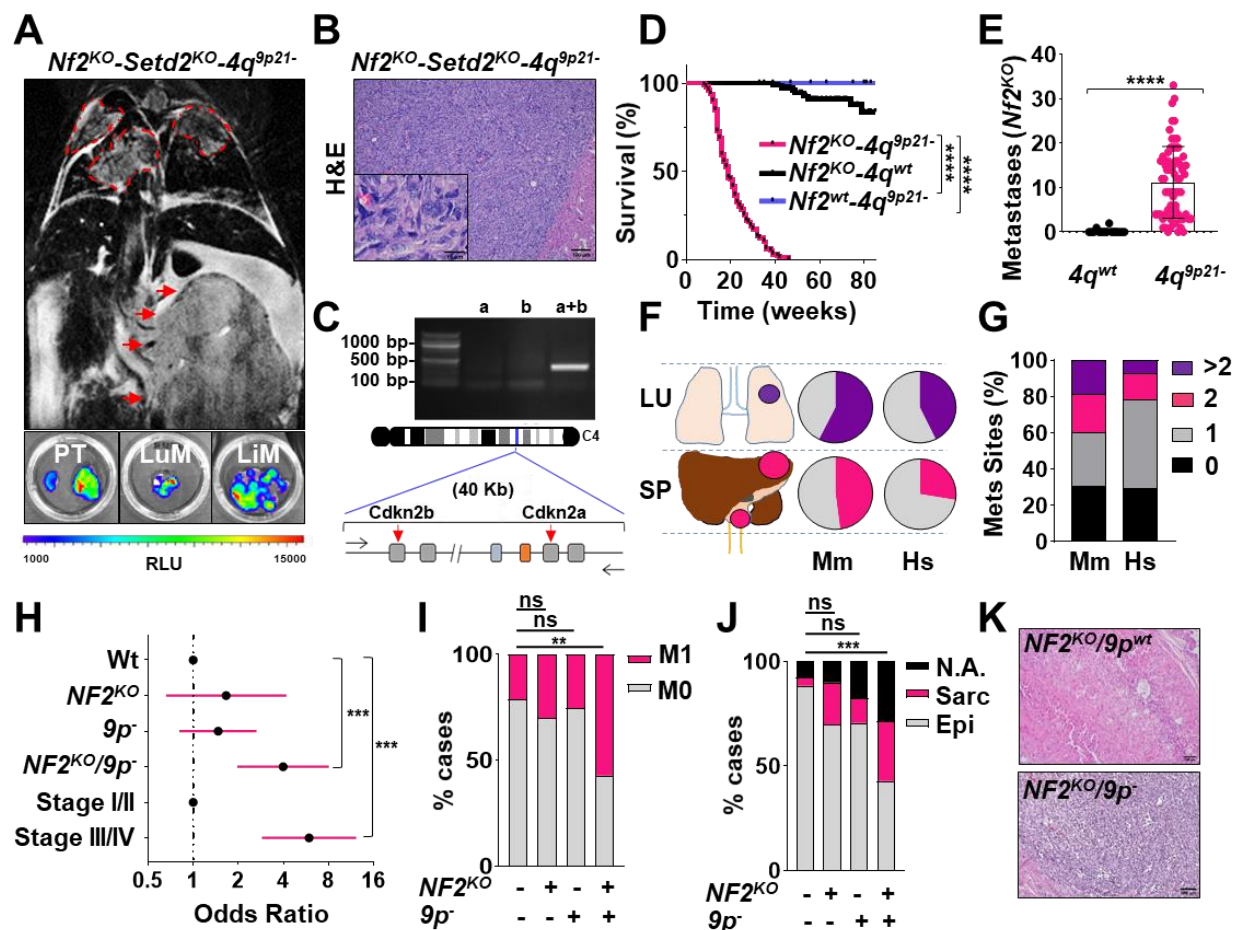 A
Nf2KO-Setd2KO-4q9p21-
PT
LuM
LiM
1000
RLU
15000
B
Nf2KO-Setd2KO-4q9p21-
H&E
C
a
b
a+b
1000 bp
500 bp
100 bp
C4
(40 Kb)
Cdkn2b
Cdkn2a
D
Survival (%)
100
50
0
0
20
40
60
80
Time (weeks)
Nf2KO-4q9p21-
Nf2KO-4qwt
Nf2wt-4q9p21-
****
****
E
Metastases (Nf2KO)
40
30
20
10
0
****
4qwt
4q9p21-
F
LU
SP
Mm
Hs
G
Mets Sites (%)
100
80
60
40
20
0
Mm
Hs
>2
2
1
0
H
Wt
NF2KO
9p-
NF2KO/9p-
Stage I/II
Stage III/IV
***
***
0.5
1
2
4
8
16
Odds Ratio
I
ns
ns
**
% cases
100
50
0
M1
M0
NF2KO
- + - +
9p-
- - + +
J
ns
ns
***
% cases
100
50
0
N.A.
Sarc
Epi
NF2KO
- + - +
9p-
- - + +
K
NF2KO/9pwt
NF2KO/9p-